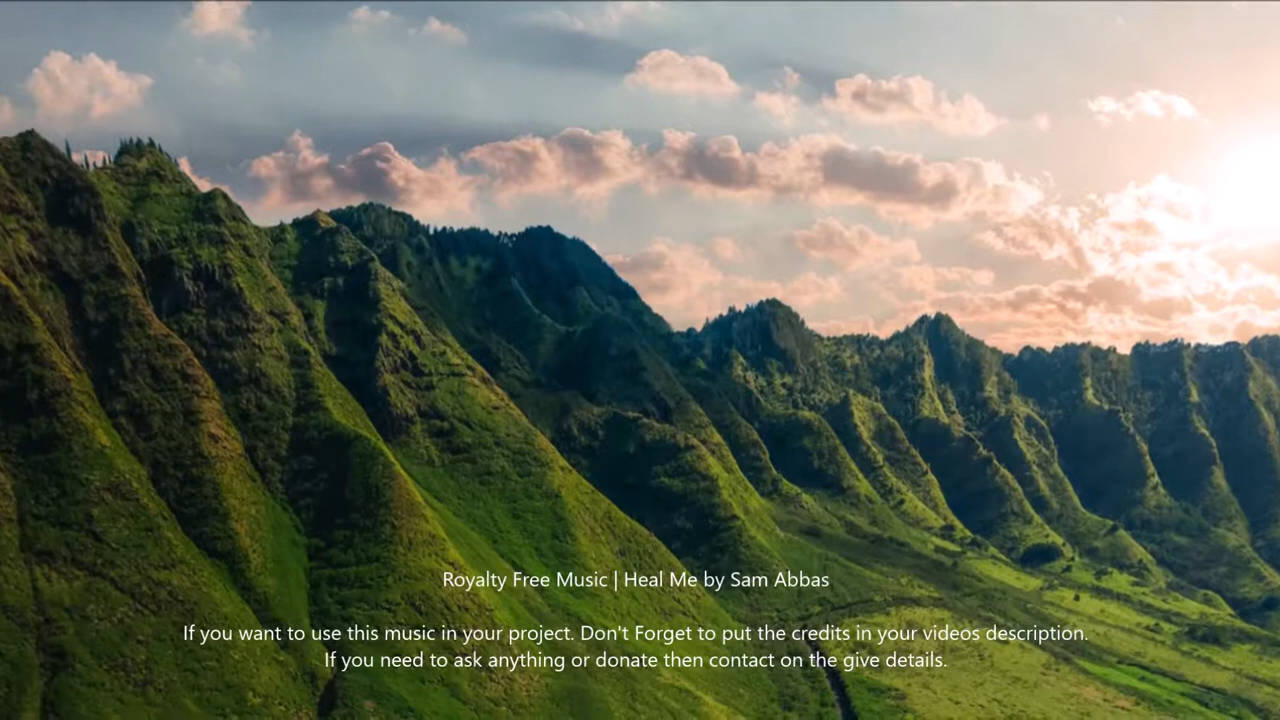 Royalty Free Music | Heal Me by Sam Abbas
If you want to use this music in your project. Don't Forget to put the credits in your videos description.
If you need to ask anything or donate then contact on the give details.